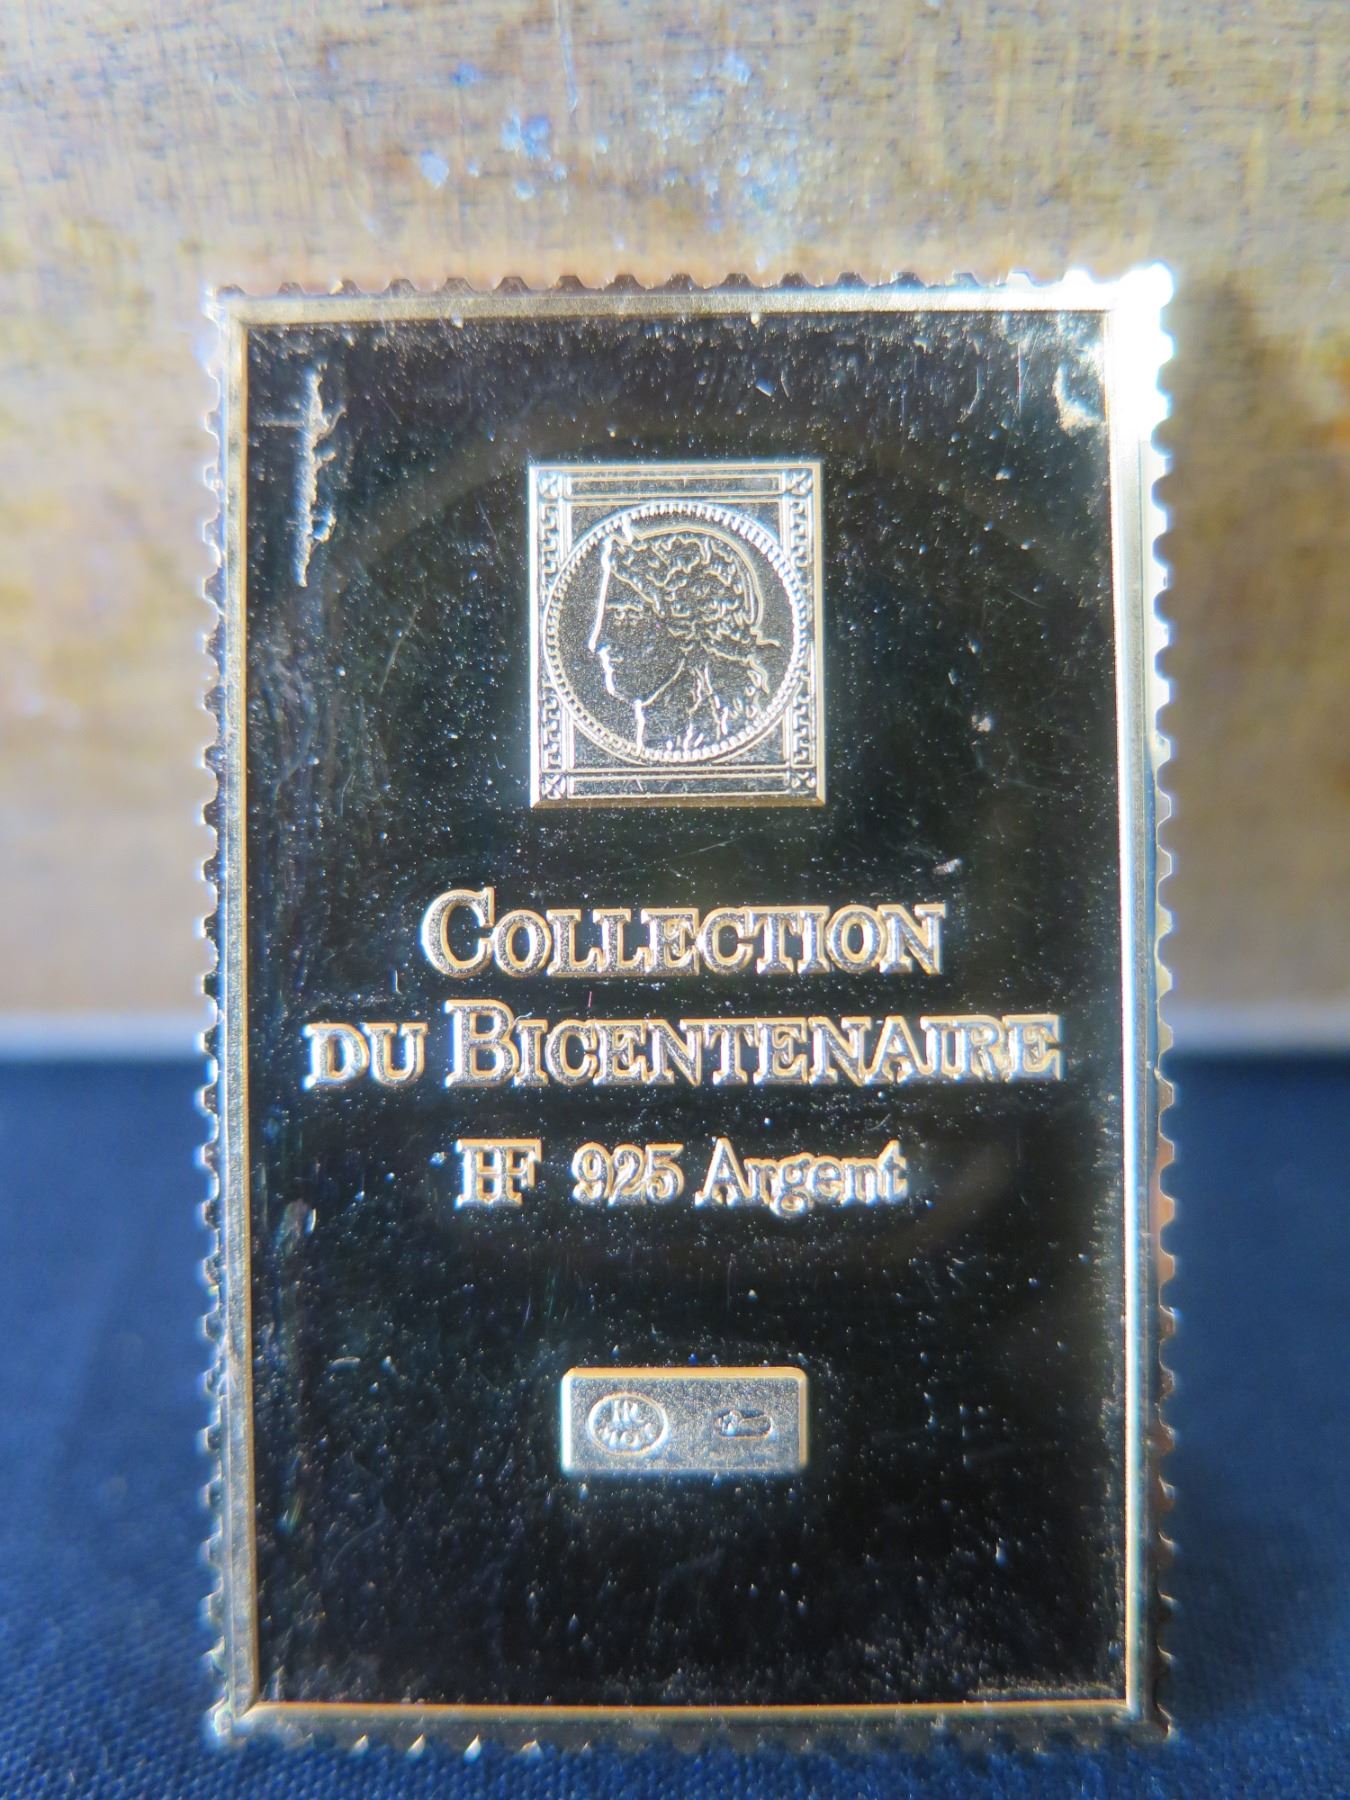 COLLECTION
DU BICENTENAIRE
HF 925 Argent